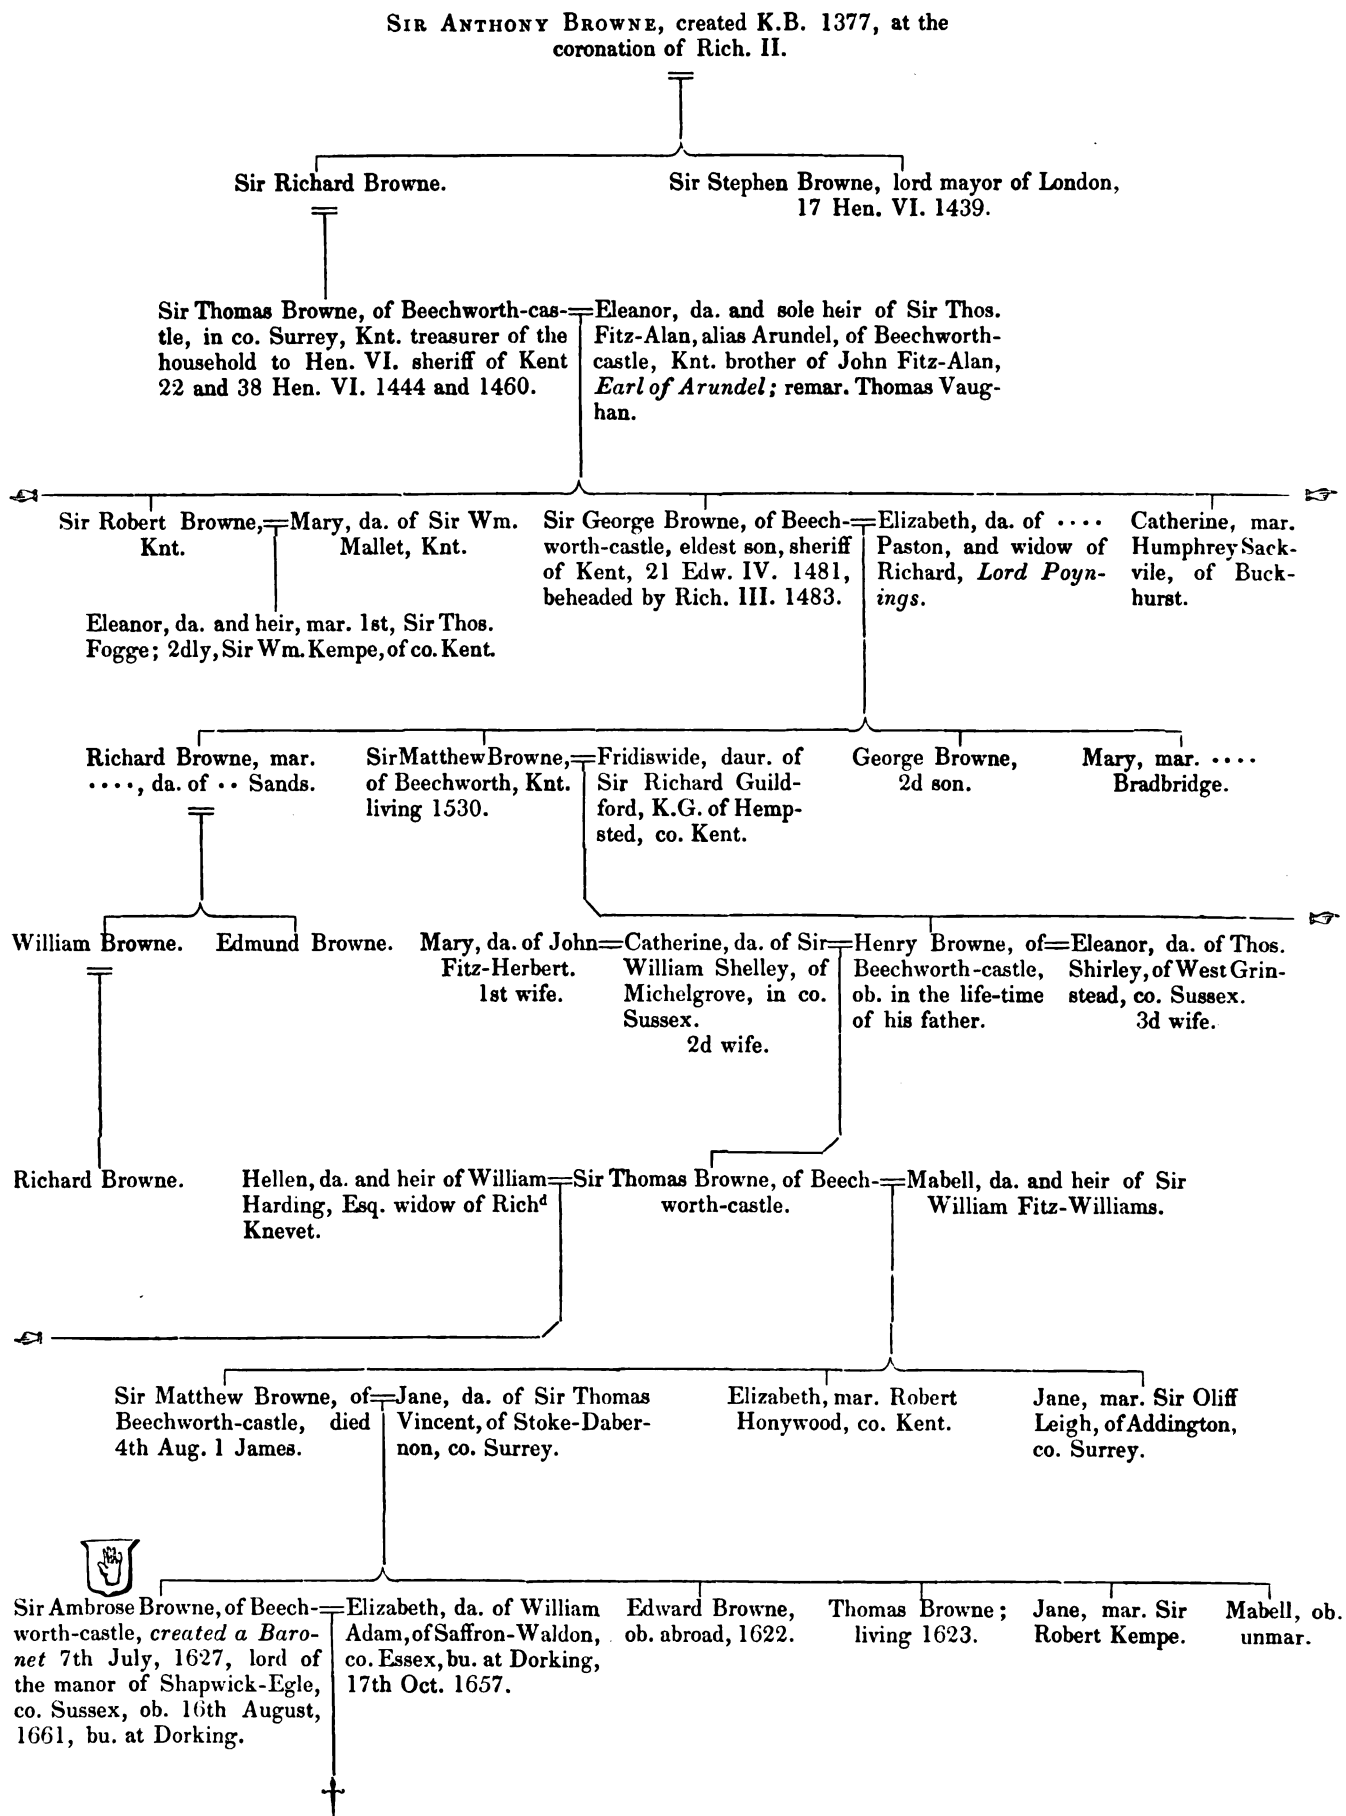 SIR ANTHONY BROWNE, created K.B. 1377, at the
coronation of Rich. II.
Sir Richard Browne.
Sir Stephen Browne, lord mayor of London,
17 Hen. VI. 1439.
Sir Thomas Browne, of Beechworth-cas-
tle, in co. Surrey, Knt. treasurer of the
household to Hen. VI. sheriff of Kent
22 and 38 Hen. VI. 1444 and 1460.
Eleanor, da. and sole heir of Sir Thos.
Fitz-Alan, alias Arundel, of Beechworth-
castle, Knt. brother of John Fitz-Alan,
Earl of Arundel; remar. Thomas Vaug-
han.
Sir Robert Browne,
Knt.
Mary, da. of Sir Wm.
Mallet, Knt.
Eleanor, da. and heir, mar. 1st, Sir Thos.
Fogge; 2dly, Sir Wm. Kempe, of co. Kent.
Sir George Browne, of Beech-
worth-castle, eldest son, sheriff
of Kent, 21 Edw. IV. 1481,
beheaded by Rich. III. 1483.
Elizabeth, da. of ····
Paston, and widow of
Richard, Lord Poyn-
ings.
Catherine, mar.
Humphrey Sack-
vile, of Buck-
hurst.
Richard Browne, mar.
····, da. of ·· Sands.
Sir Matthew Browne,
of Beechworth, Knt.
living 1530.
Fridiswide, daur. of
Sir Richard Guild-
ford, K.G. of Hemp-
sted, co. Kent.
George Browne,
2d son.
Mary, mar. ····
Bradbridge.
William Browne.
Edmund Browne.
Mary, da. of John
Fitz-Herbert.
1st wife.
Catherine, da. of Sir
William Shelley, of
Michelgrove, in co.
Sussex.
2d wife.
Henry Browne, of
Beechworth-castle,
ob. in the life-time
of his father.
Eleanor, da. of Thos.
Shirley, of West Grin-
stead, co. Sussex.
3d wife.
Richard Browne.
Hellen, da. and heir of William
Harding, Esq. widow of Richd
Knevet.
Sir Thomas Browne, of Beech-
worth-castle.
Mabell, da. and heir of Sir
William Fitz-Williams.
Sir Matthew Browne, of
Beechworth-castle, died
4th Aug. 1 James.
Jane, da. of Sir Thomas
Vincent, of Stoke-Daber-
non, co. Surrey.
Elizabeth, mar. Robert
Honywood, co. Kent.
Jane, mar. Sir Oliff
Leigh, of Addington,
co. Surrey.
Sir Ambrose Browne, of Beech-
worth-castle, created a Baro-
net 7th July, 1627, lord of
the manor of Shapwick-Egle,
co. Sussex, ob. 16th August,
1661, bu. at Dorking.
Elizabeth, da. of William
Adam, of Saffron-Waldon,
co. Essex, bu. at Dorking,
17th Oct. 1657.
Edward Browne,
ob. abroad, 1622.
Thomas Browne;
living 1623.
Jane, mar. Sir
Robert Kempe.
Mabell, ob.
unmar.